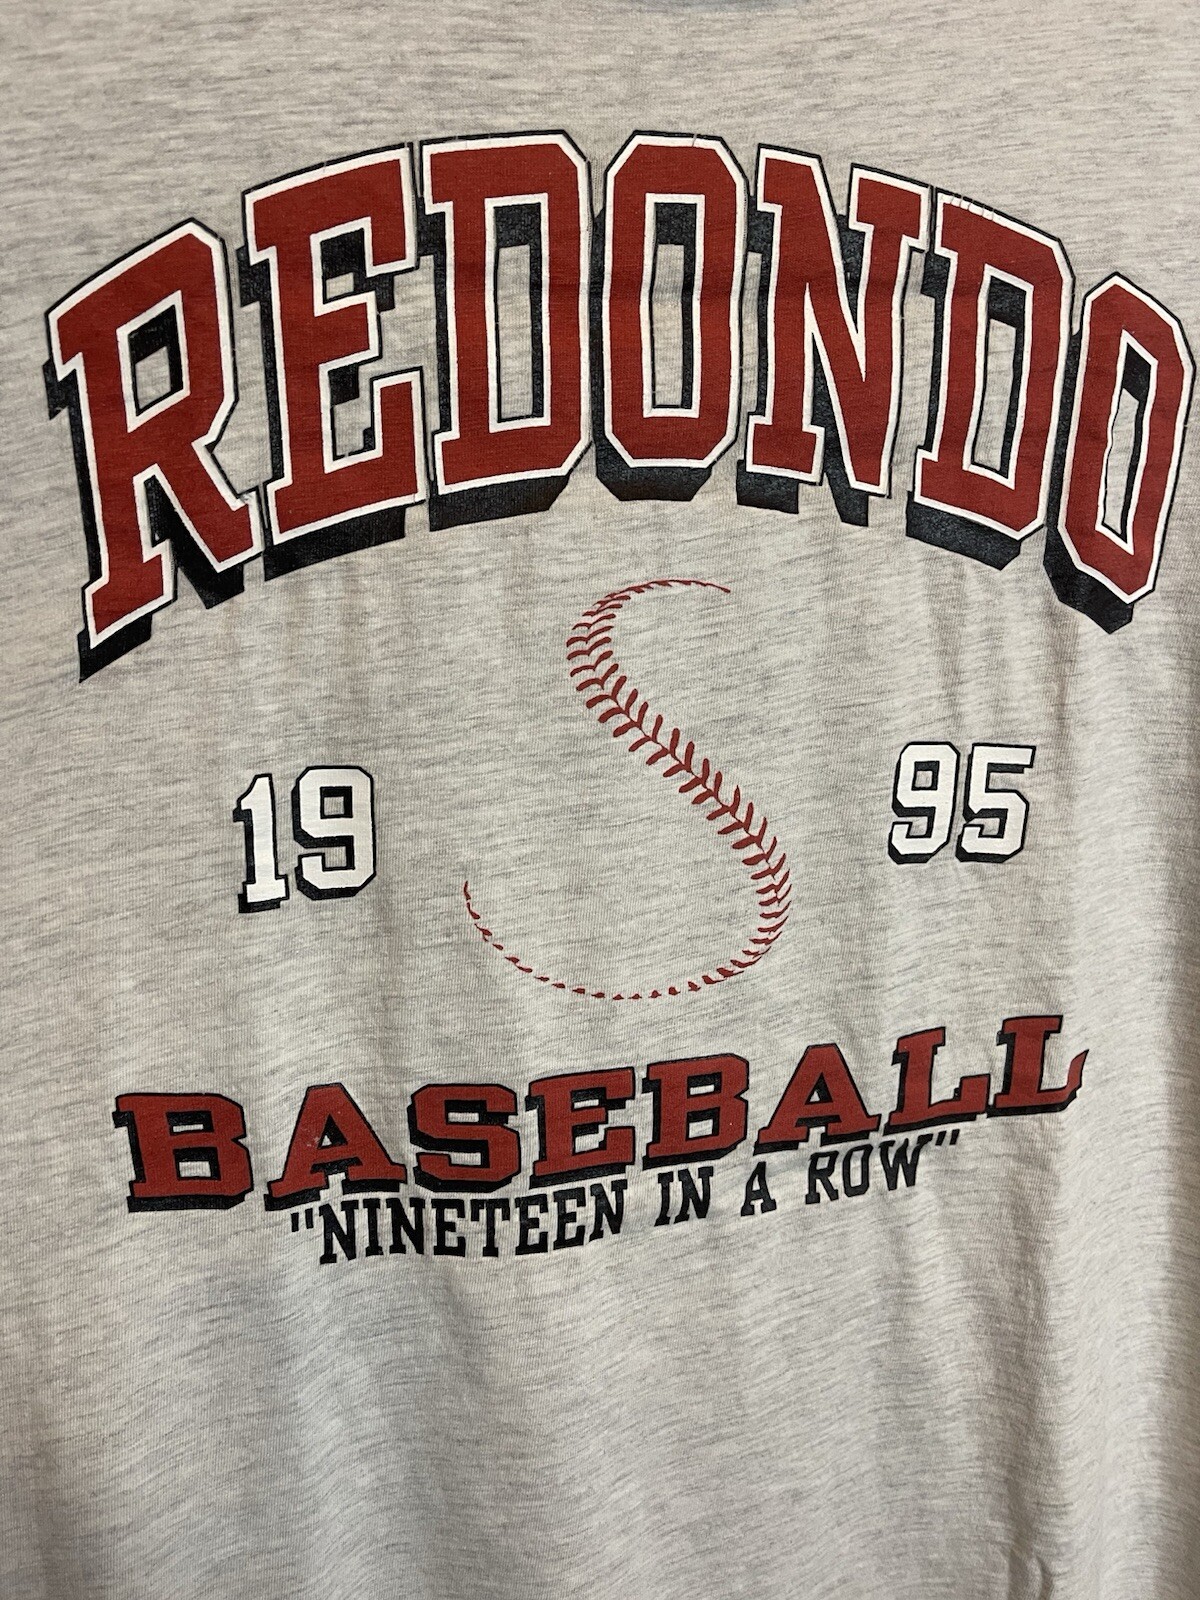 REDONDO
19 95
BASEBALL
"NINETEEN IN A ROW"